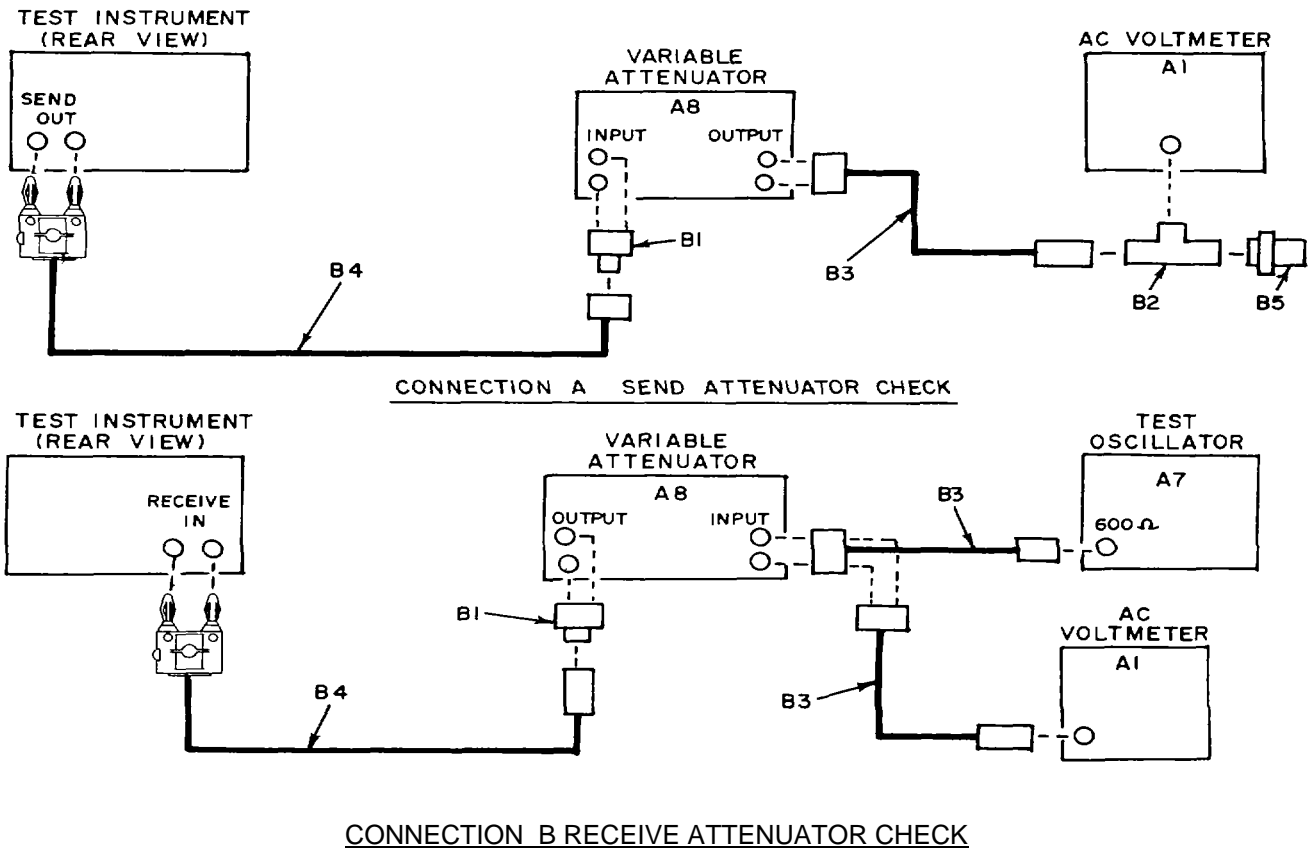 TEST INSTRUMENT
(REAR VIEW)
SEND
OUT
VARIABLE
ATTENUATOR
A8
INPUT
OUTPUT
AC VOLTMETER
A1
B1
B4
B3
B2
B5
CONNECTION A SEND ATTENUATOR CHECK
TEST INSTRUMENT
(REAR VIEW)
RECEIVE
IN
VARIABLE
ATTENUATOR
A8
OUTPUT
INPUT
TEST
OSCILLATOR
A7
600 Ω
B3
B1
B4
B3
AC
VOLTMETER
A1
CONNECTION B RECEIVE ATTENUATOR CHECK